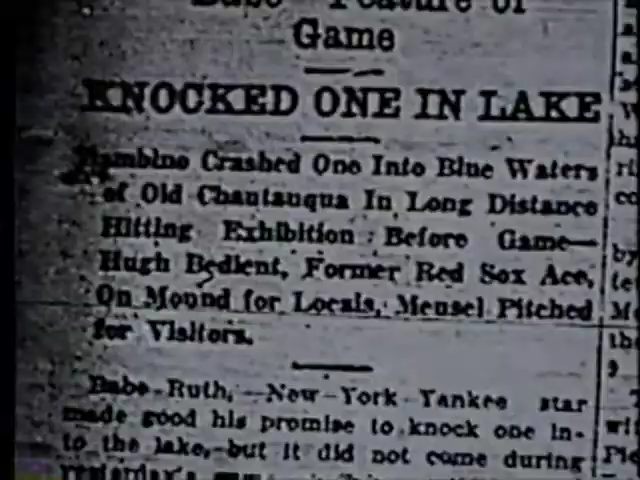 Babe Feature of
Game
KNOCKED ONE IN LAKE
Bambino Crashed One Into Blue Waters
of Old Chautauqua In Long Distance
Hitting Exhibition Before Game—
Hugh Bedient, Former Red Sox Ace,
On Mound for Locals, Meusel Pitched
for Visitors.
Babe Ruth, New York Yankee star
made good his promise to knock one in-
to the lake, but it did not come during
yesterday's